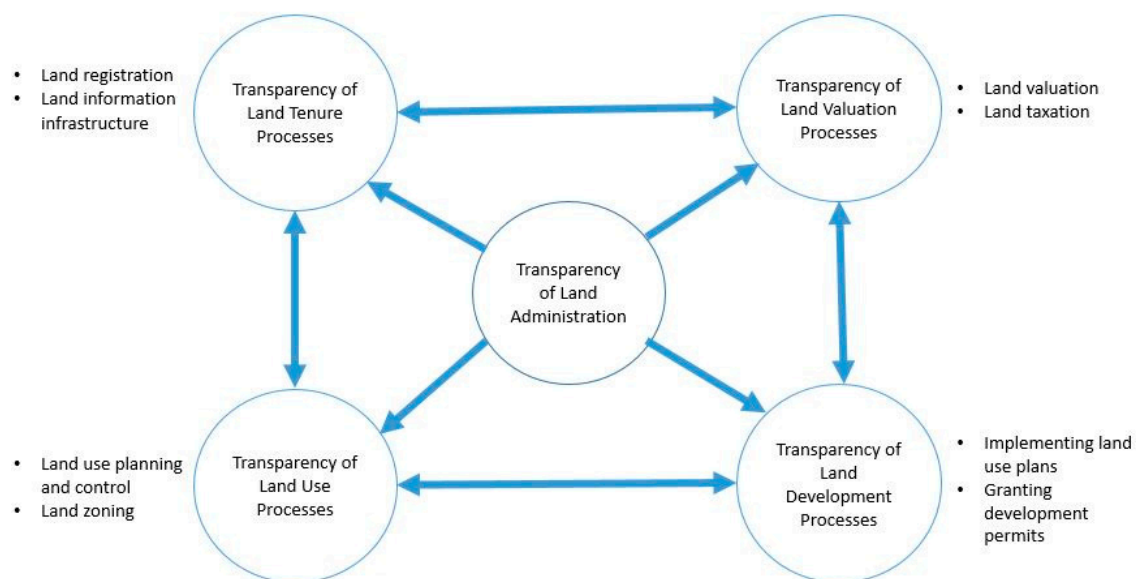 • Land registration
• Land information
infrastructure
Transparency of
Land Tenure
Processes
Transparency of
Land Valuation
Processes
• Land valuation
• Land taxation
Transparency
of Land
Administration
• Land use planning
and control
• Land zoning
Transparency of
Land Use
Processes
Transparency of
Land
Development
Processes
• Implementing land
use plans
• Granting
development
permits